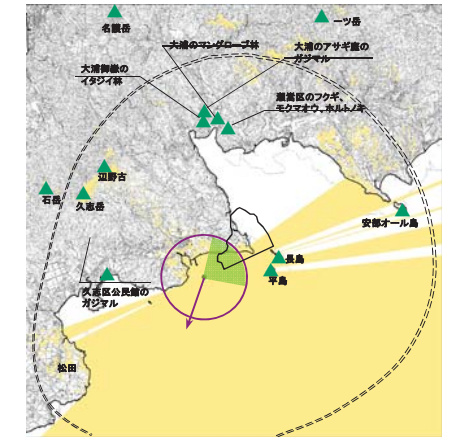 名護岳
一ツ岳
大浦のマングローブ林
大浦のアサギ庭の
ガジマル
大浦御嶽の
イタジイ林
瀬嵩区のフクギ、
モクマオウ、ホルトノキ
辺野古
石岳
久志岳
安部オール島
長島
平島
久志区公民館の
ガジマル
松田